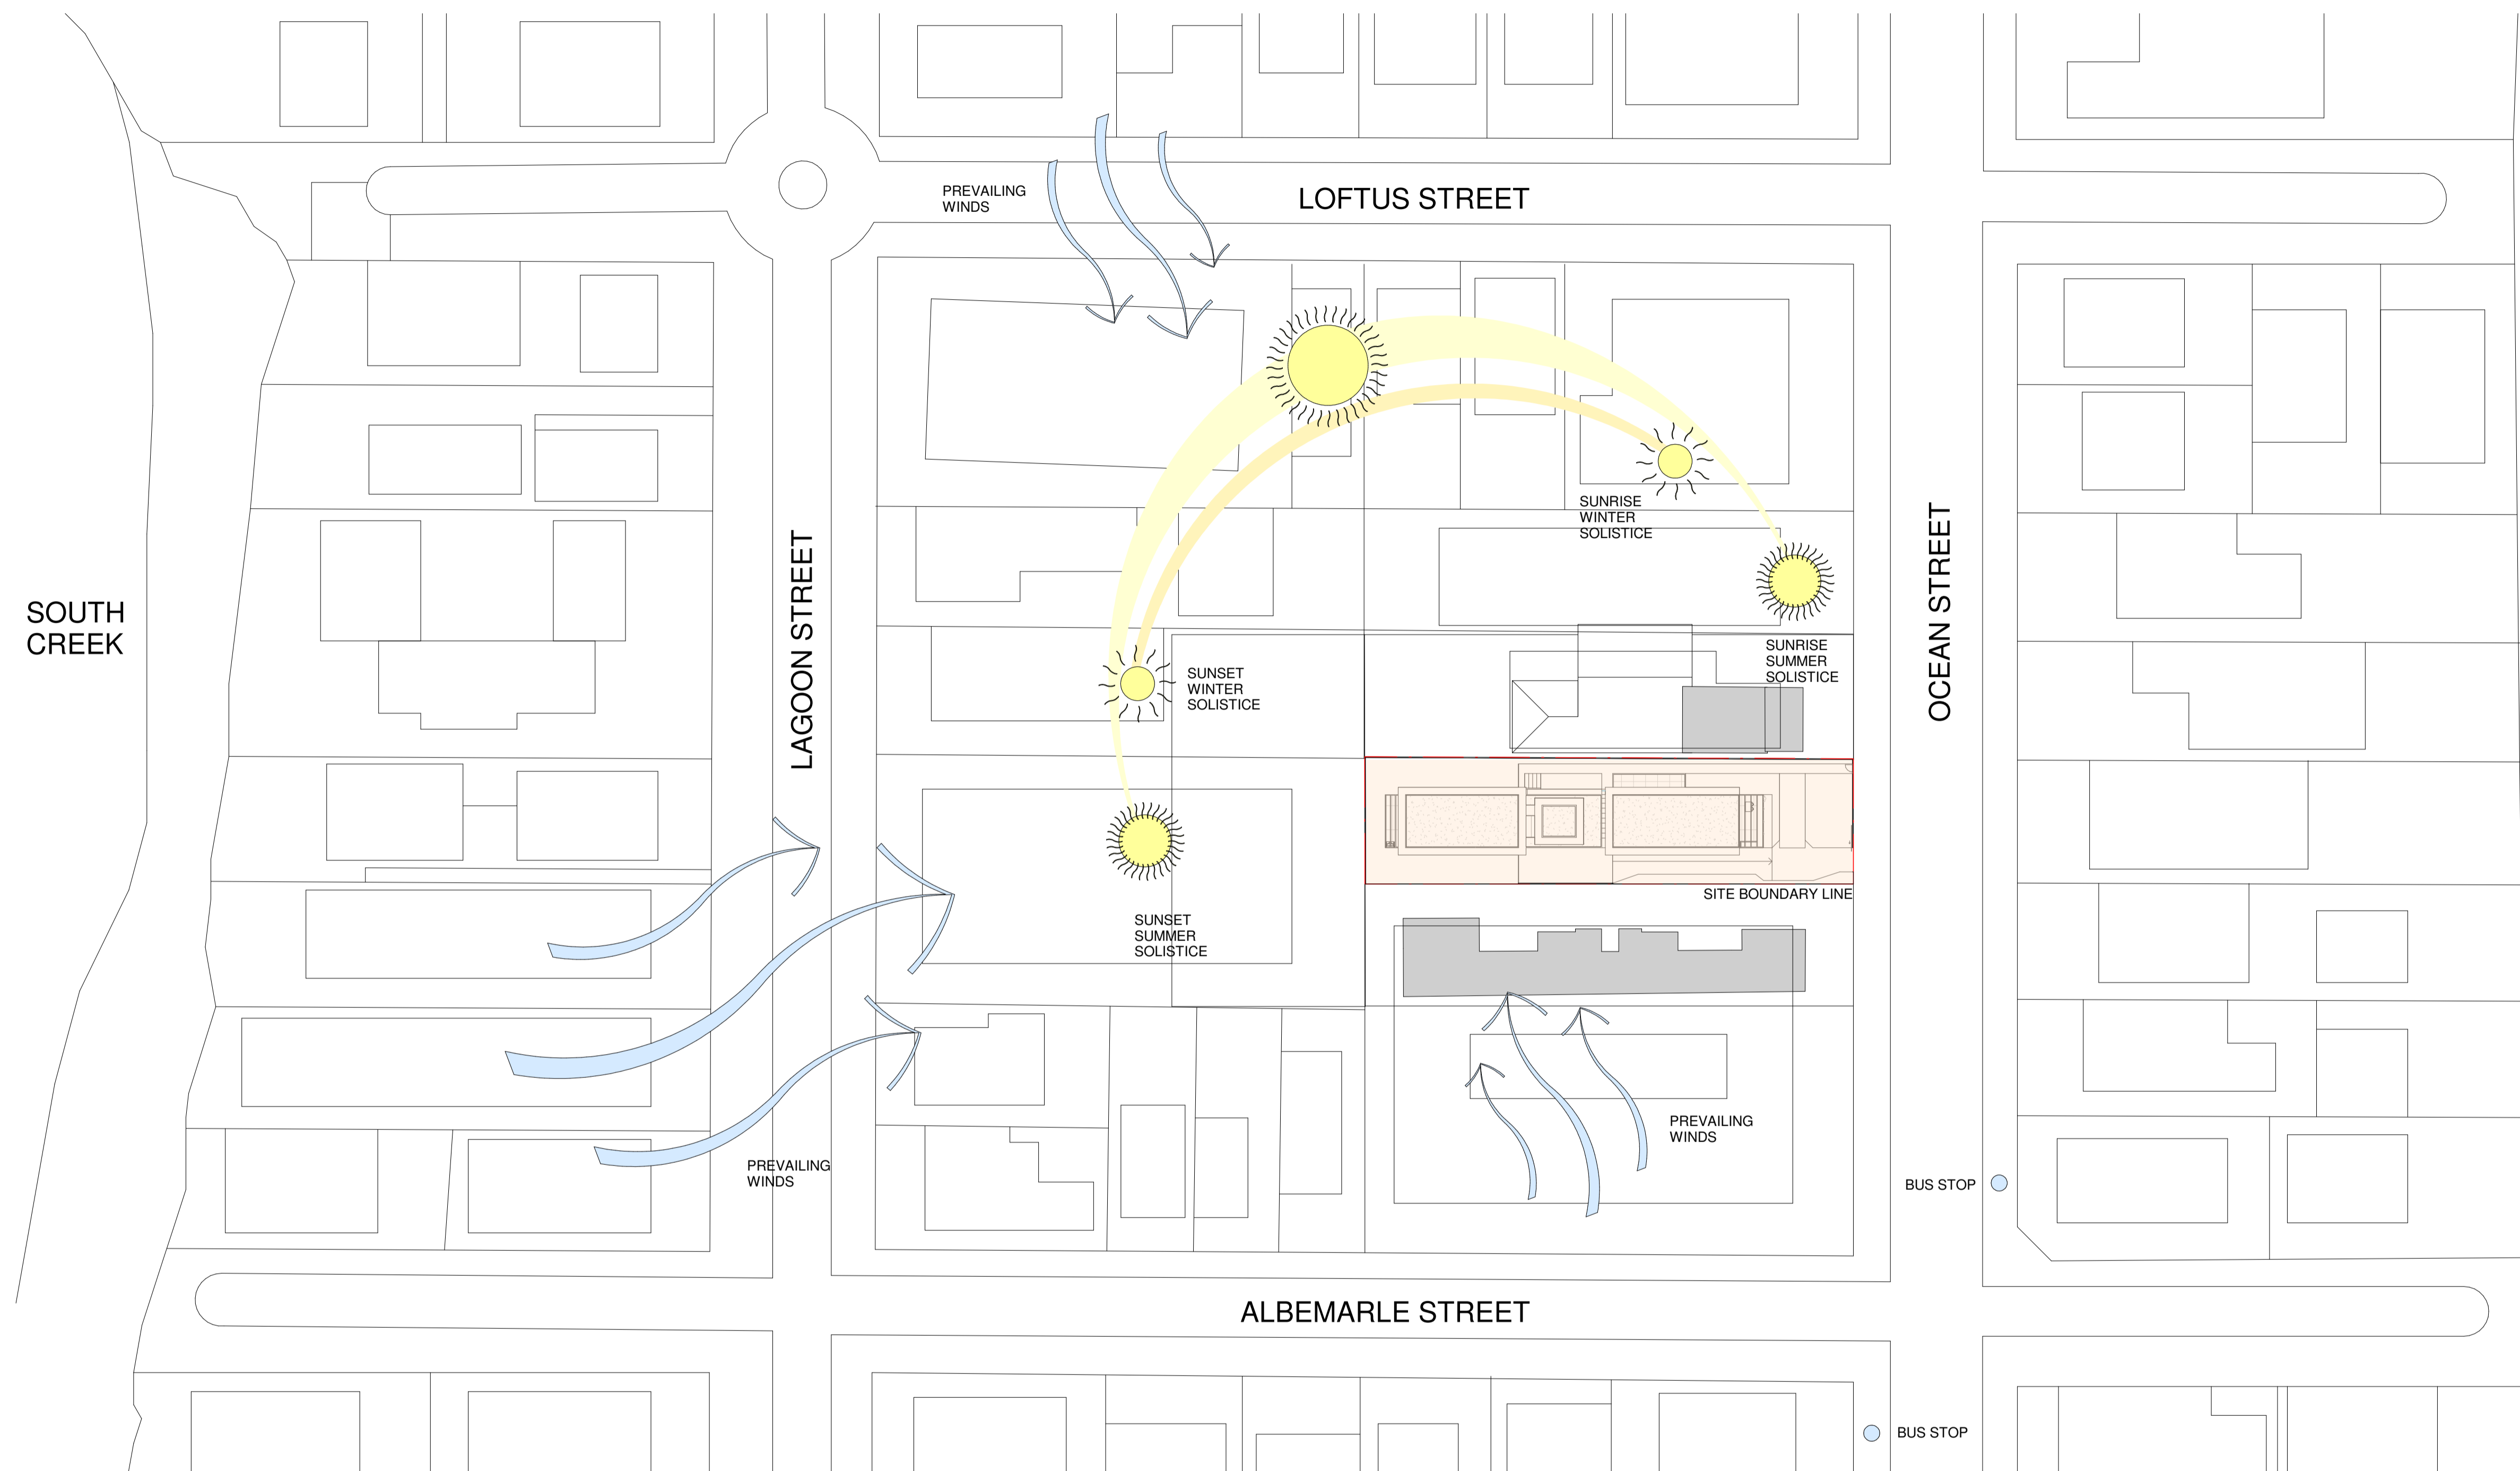 PREVAILING
WINDS
LOFTUS STREET
SUNRISE
WINTER
SOLISTICE
SOUTH
CREEK
LAGOON STREET
OCEAN STREET
SUNRISE
SUMMER
SOLISTICE
SUNSET
WINTER
SOLISTICE
SITE BOUNDARY LINE
SUNSET
SUMMER
SOLISTICE
PREVAILING
WINDS
PREVAILING
WINDS
BUS STOP
ALBEMARLE STREET
BUS STOP